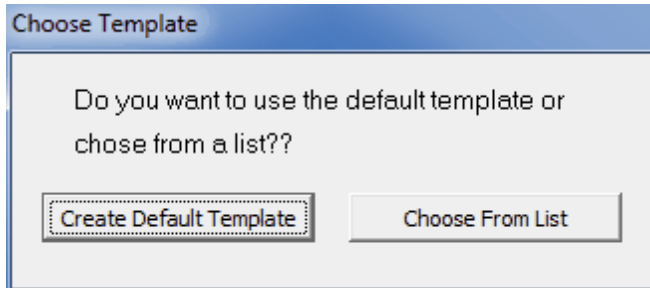 Choose Template
Do you want to use the default template or
chose from a list??
Create Default Template
Choose From List